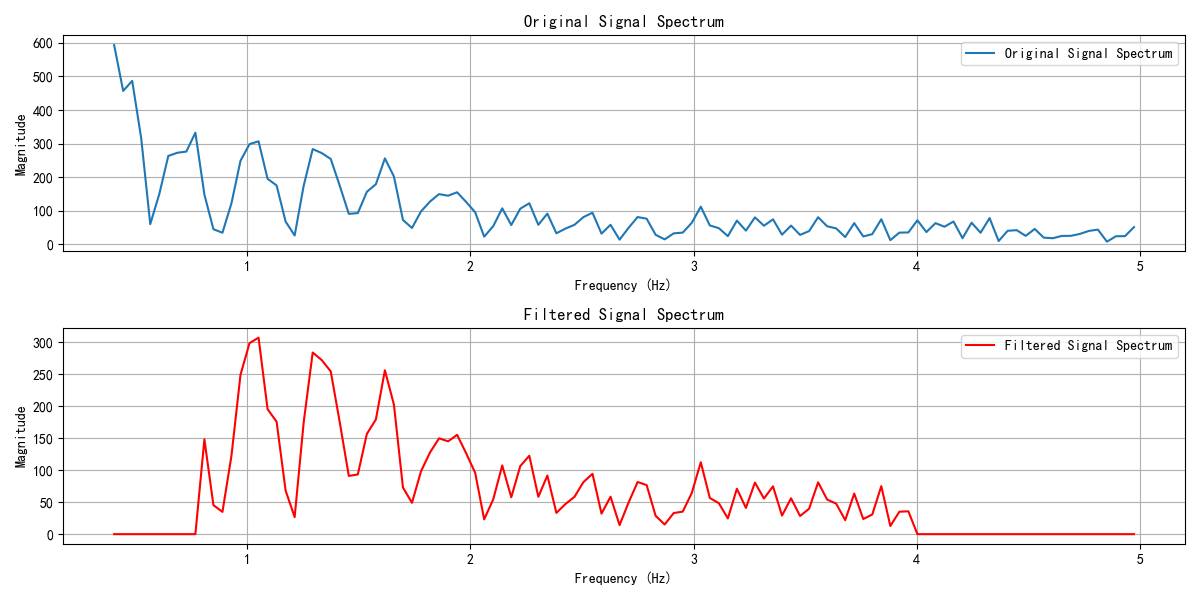 Original Signal Spectrum
600
500
400
300
200
100
0
Magnitude
Original Signal Spectrum
1 2 3 4 5
Frequency (Hz)
Filtered Signal Spectrum
300
250
200
150
100
50
0
Magnitude
Filtered Signal Spectrum
1 2 3 4 5
Frequency (Hz)